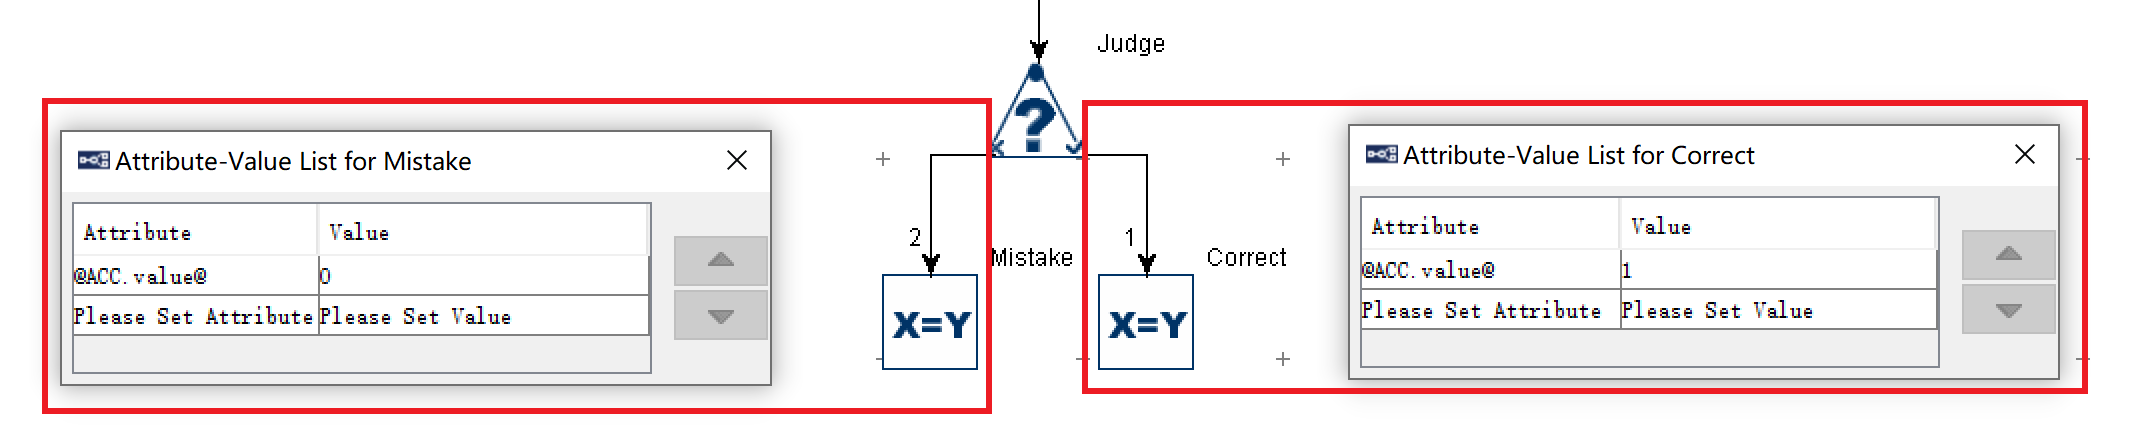 Judge
?
Attribute-Value List for Mistake
Attribute Value
@ACC.value@ 0
Please Set Attribute Please Set Value
2
Mistake
X=Y
1
Correct
X=Y
Attribute-Value List for Correct
Attribute Value
@ACC.value@ 1
Please Set Attribute Please Set Value